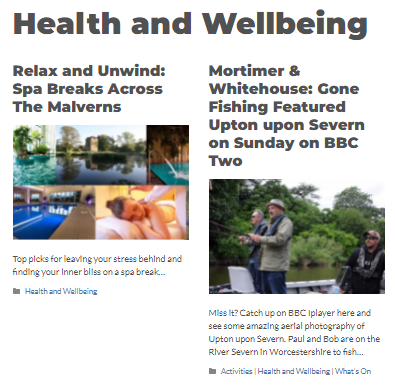 Health and Wellbeing
Relax and Unwind:
Spa Breaks Across
The Malverns
Top picks for leaving your stress behind and
finding your inner bliss on a spa break...
Health and Wellbeing
Mortimer &
Whitehouse: Gone
Fishing Featured
Upton upon Severn
on Sunday on BBC
Two
Miss it? Catch up on BBC iplayer here and
see some amazing aerial photography of
Upton upon Severn. Paul and Bob are on the
River Severn in Worcestershire to fish...
Activities | Health and Wellbeing | What's On